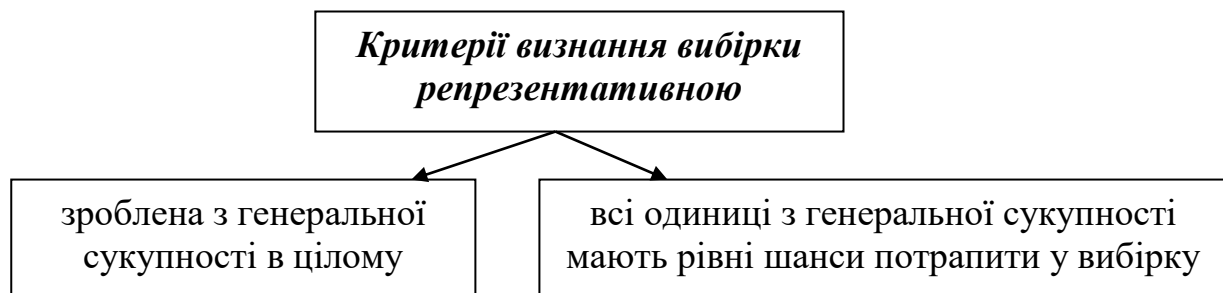 Критерії визнання вибірки
репрезентативною
зроблена з генеральної
сукупності в цілому
всі одиниці з генеральної сукупності
мають рівні шанси потрапити у вибірку